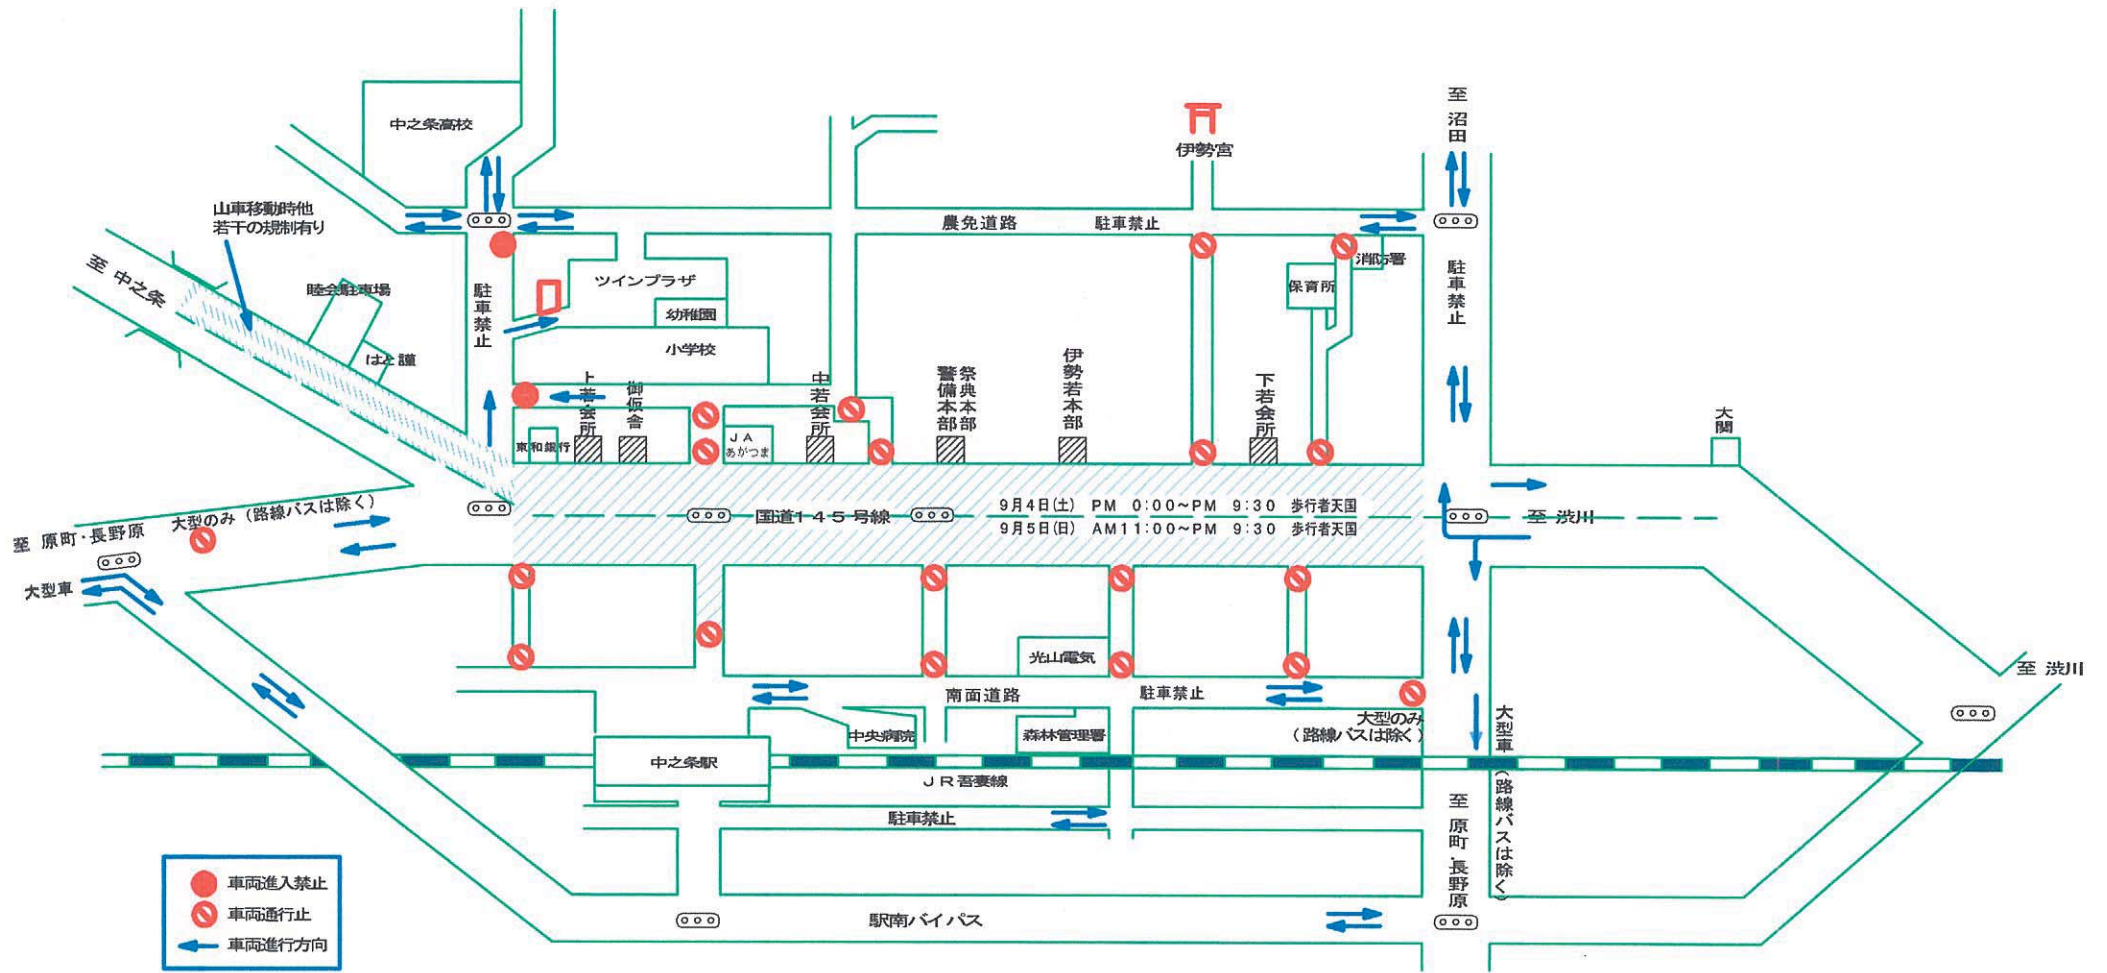 中之条高校
伊勢宮
至 沼田
山車移動時他
若干の規制有り
農免道路
駐車禁止
至 中之条
睦会駐車場
駐車禁止
ツインプラザ
幼稚園
小学校
消防署
保育所
駐車禁止
上若会所
御仮舎
中若会所
祭典本部
警備本部
伊勢若本部
下若会所
大関
東和銀行
JA
あがつま
9月4日(土) PM 0:00~PM 9:30 歩行者天国
国道145号線
9月5日(日) AM11:00~PM 9:30 歩行者天国
至 渋川
大型のみ(路線バスは除く)
至 原町・長野原
大型車
光山電気
至 渋川
南面道路
駐車禁止
大型のみ
(路線バスは除く)
中央病院
森林管理署
中之条駅
JR吾妻線
大型車(路線バスは除く)
駐車禁止
至 原町・長野原
駅南バイパス
車両進入禁止
車両通行止
車両進行方向